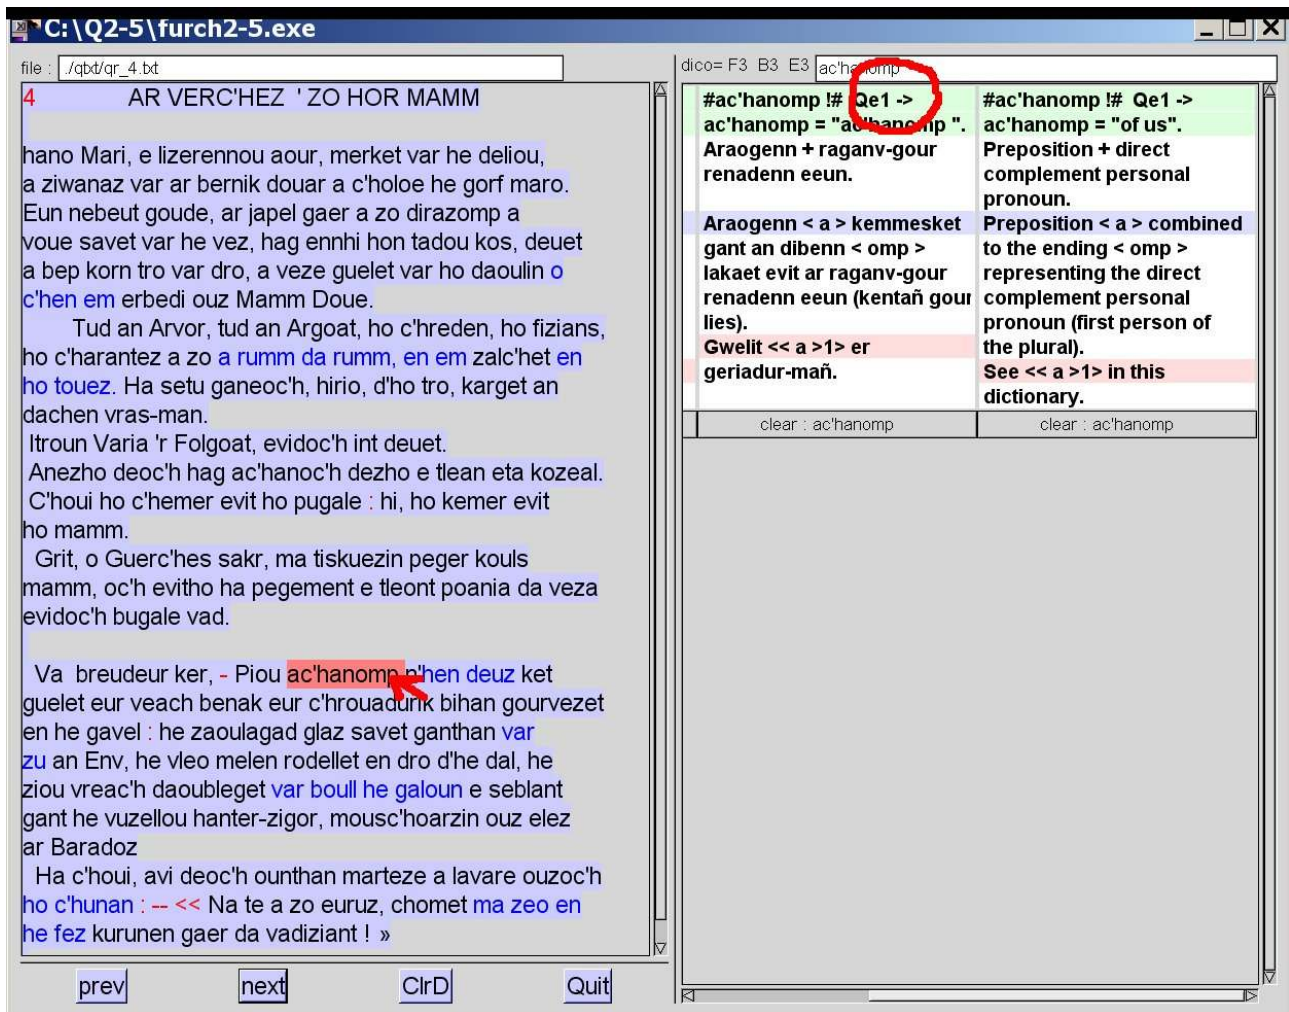 C:\Q2-5\furch2-5.exe
file : ./qtxt/qr_4.txt
4 AR VERC'HEZ ' ZO HOR MAMM
hano Mari, e lizerennou aour, merket var he deliou,
a ziwanaz var ar bernik douar a c'holoe he gorf maro.
Eun nebeut goude, ar japel gaer a zo dirazomp a
voue savet var he vez, hag ennhi hon tadou kos, deuet
a bep korn tro var dro, a veze guelet var ho daoulin o
c'hen em erbedi ouz Mamm Doue.
Tud an Arvor, tud an Argoat, ho c'hreden, ho fizians,
ho c'harantez a zo a rumm da rumm, en em zalc'het en
ho touez. Ha setu ganeoc'h, hirio, d'ho tro, karget an
dachen vras-man.
Itroun Varia 'r Folgoat, evidoc'h int deuet.
Anezho deoc'h hag ac'hanoc'h dezho e tlean eta kozeal.
C'houi ho c'hemer evit ho pugale : hi, ho kemer evit
ho mamm.
Grit, o Guerc'hes sakr, ma tiskuezin peger kouls
mamm, oc'h evitho ha pegement e tleont poania da veza
evidoc'h bugale vad.
Va breudeur ker, - Piou ac'hanomp n'hen deuz ket
guelet eur veach benak eur c'hrouadurik bihan gourvezet
en he gavel : he zaoulagad glaz savet ganthan var
zu an Env, he vleo melen rodellet en dro d'he dal, he
ziou vreac'h daoubleget var boull he galoun e seblant
gant he vuzellou hanter-zigor, mousc'hoarzin ouz elez
ar Baradoz
Ha c'houi, avi deoc'h ounthan marteze a lavare ouzoc'h
ho c'hunan : -- << Na te a zo euruz, chomet ma zeo en
he fez kurunen gaer da vadiziant ! »
prev next ClrD Quit
dico= F3 B3 E3 ac'hanomp
#ac'hanomp !# Qe1 ->
ac'hanomp = "ac'hanomp ".
Araogenn + raganv-gour
renadenn eeun.
Araogenn < a > kemmesket
gant an dibenn < omp >
lakaet evit ar raganv-gour
renadenn eeun (kentañ gour
lies).
Gwelit << a >1> er
geriadur-mañ.
clear : ac'hanomp
#ac'hanomp !# Qe1 ->
ac'hanomp = "of us".
Preposition + direct
complement personal
pronoun.
Preposition < a > combined
to the ending < omp >
representing the direct
complement personal
pronoun (first person of
the plural).
See << a >1> in this
dictionary.
clear : ac'hanomp